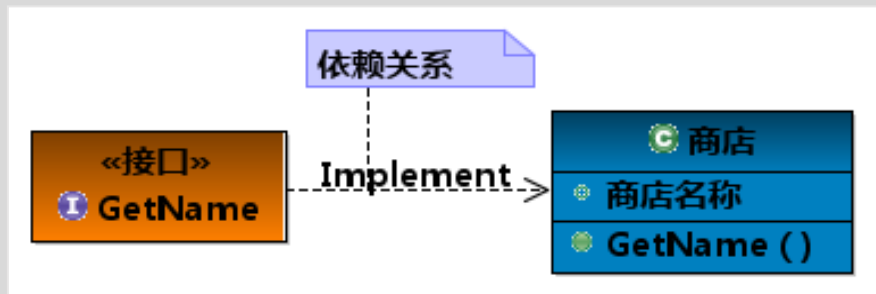 依赖关系
«接口»
I GetName
Implement
C 商店
商店名称
GetName ( )